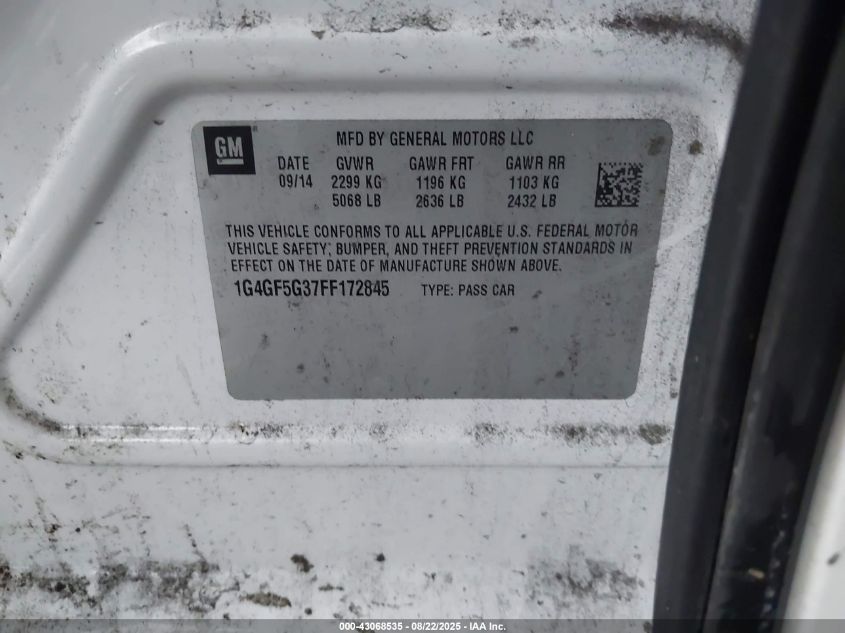 GM
MFD BY GENERAL MOTORS LLC
DATE GVWR GAWR FRT GAWR RR
09/14 2299 KG 1196 KG 1103 KG
5068 LB 2636 LB 2432 LB
THIS VEHICLE CONFORMS TO ALL APPLICABLE U.S. FEDERAL MOTOR
VEHICLE SAFETY, BUMPER, AND THEFT PREVENTION STANDARDS IN
EFFECT ON THE DATE OF MANUFACTURE SHOWN ABOVE.
1G4GF5G37FF172845 TYPE: PASS CAR
000-43068535 - 08/22/2025 - IAA Inc.